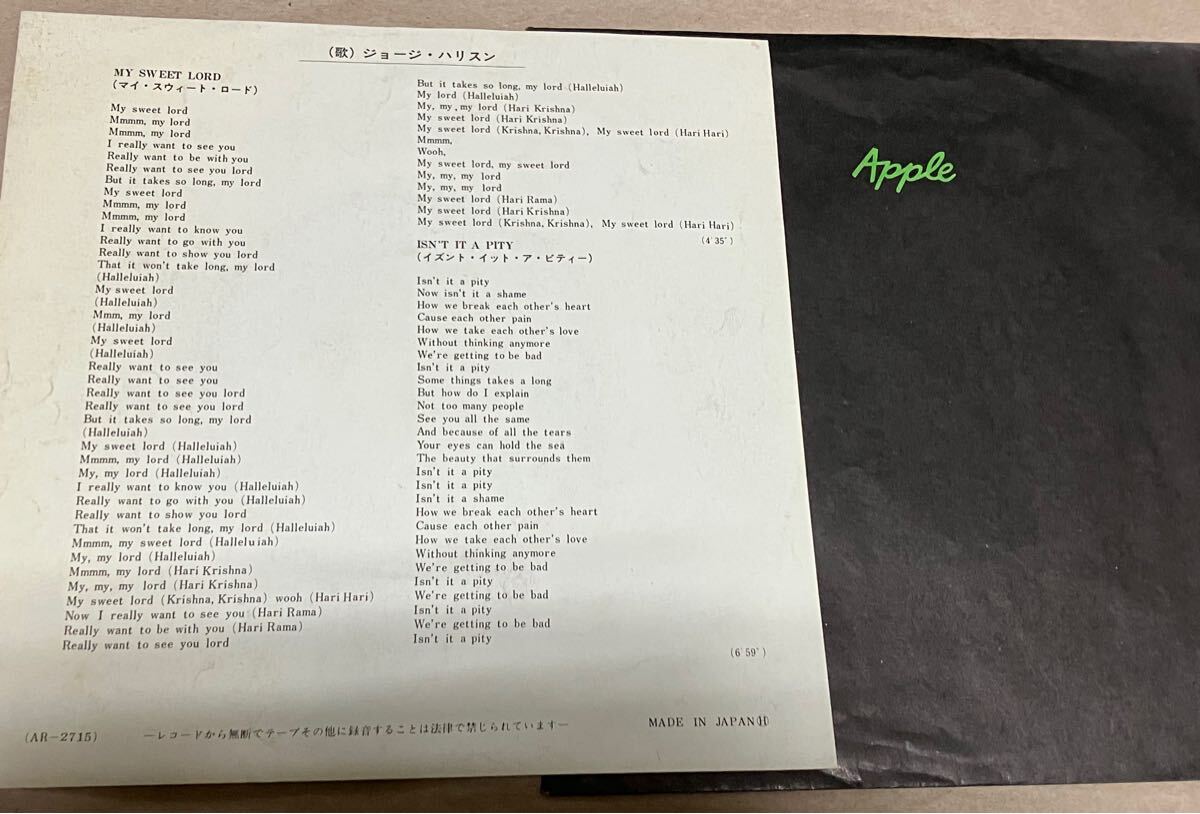 (歌) ジョージ・ハリスン
MY SWEET LORD
(マイ・スウィート・ロード)
My sweet lord
Mmmm, my lord
Mmmm, my lord
I really want to see you
Really want to be with you
Really want to see you lord
But it takes so long, my lord
My sweet lord
Mmmm, my lord
Mmmm, my lord
I really want to know you
Really want to go with you
Really want to show you lord
That it won't take long, my lord
(Halleluiah)
My sweet lord
(Halleluiah)
Mmm, my lord
(Halleluiah)
My sweet lord
(Halleluiah)
Really want to see you
Really want to see you
Really want to see you lord
Really want to see you lord
But it takes so long, my lord
(Halleluiah)
My sweet lord (Halleluiah)
Mmmm, my lord (Halleluiah)
My, my lord (Halleluiah)
I really want to know you (Halleluiah)
Really want to go with you (Halleluiah)
Really want to show you lord
That it won't take long, my lord (Halleluiah)
Mmmm, my sweet lord (Halleluiah)
My, my lord (Halleluiah)
Mmmm, my lord (Hari Krishna)
My, my, my lord (Hari Krishna)
My sweet lord (Krishna, Krishna) wooh (Hari Hari)
Now I really want to see you (Hari Rama)
Really want to be with you (Hari Rama)
Really want to see you lord
But it takes so long, my lord (Halleluiah)
My lord (Halleluiah)
My, my, my lord (Hari Krishna)
My sweet lord (Hari Krishna)
My sweet lord (Krishna, Krishna), My sweet lord (Hari Hari)
Mmmm,
Wooh,
My sweet lord, my sweet lord
My, my, my lord
My, my, my lord
My sweet lord (Hari Rama)
My sweet lord (Hari Krishna)
My sweet lord (Krishna, Krishna), My sweet lord (Hari Hari)
(4′35″)
ISN'T IT A PITY
(イズント・イット・ア・ピティー)
Isn't it a pity
Now isn't it a shame
How we break each other's heart
Cause each other pain
How we take each other's love
Without thinking anymore
We're getting to be bad
Isn't it a pity
Some things takes a long
But how do I explain
Not too many people
See you all the same
And because of all the tears
Your eyes can hold the sea
The beauty that surrounds them
Isn't it a pity
Isn't it a pity
Isn't it a shame
How we break each other's heart
Cause each other pain
How we take each other's love
Without thinking anymore
We're getting to be bad
Isn't it a pity
We're getting to be bad
Isn't it a pity
We're getting to be bad
Isn't it a pity
(6′59″)
(AR-2715)
—レコードから無断でテープその他に録音することは法律で禁じられています—
MADE IN JAPAN Ⓗ
Apple